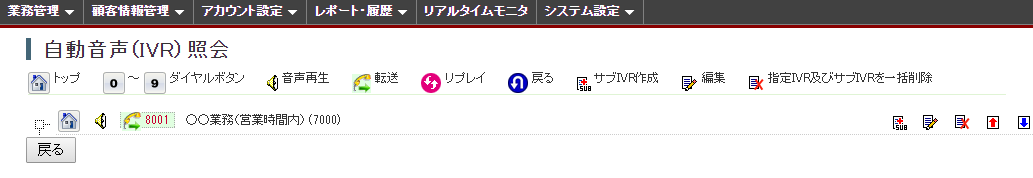 業務管理 顧客情報管理 アカウント設定 レポート・履歴 リアルタイムモニタ システム設定
自動音声(IVR) 照会
トップ 0 ～ 9 ダイヤルボタン 音声再生 転送 リプレイ 戻る SUB サブIVR作成 編集 指定IVR及びサブIVRを一括削除
8001 〇〇業務(営業時間内) (7000) SUB
戻る